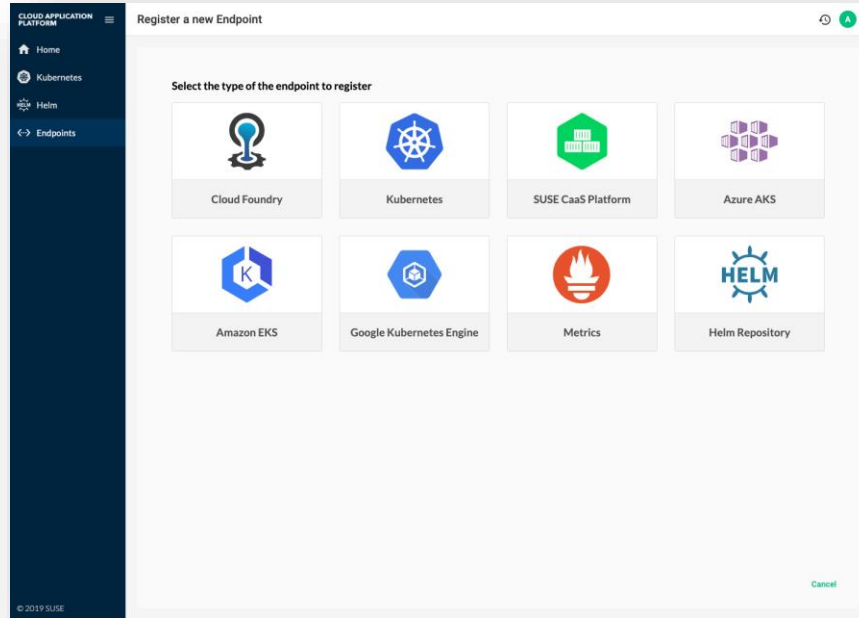 CLOUD APPLICATION
PLATFORM
Register a new Endpoint
A
Home
Kubernetes
HELM
Helm
Endpoints
Select the type of the endpoint to register
Cloud Foundry
Kubernetes
SUSE CaaS Platform
Azure AKS
K
HELM
Amazon EKS
Google Kubernetes Engine
Metrics
Helm Repository
Cancel
© 2019 SUSE